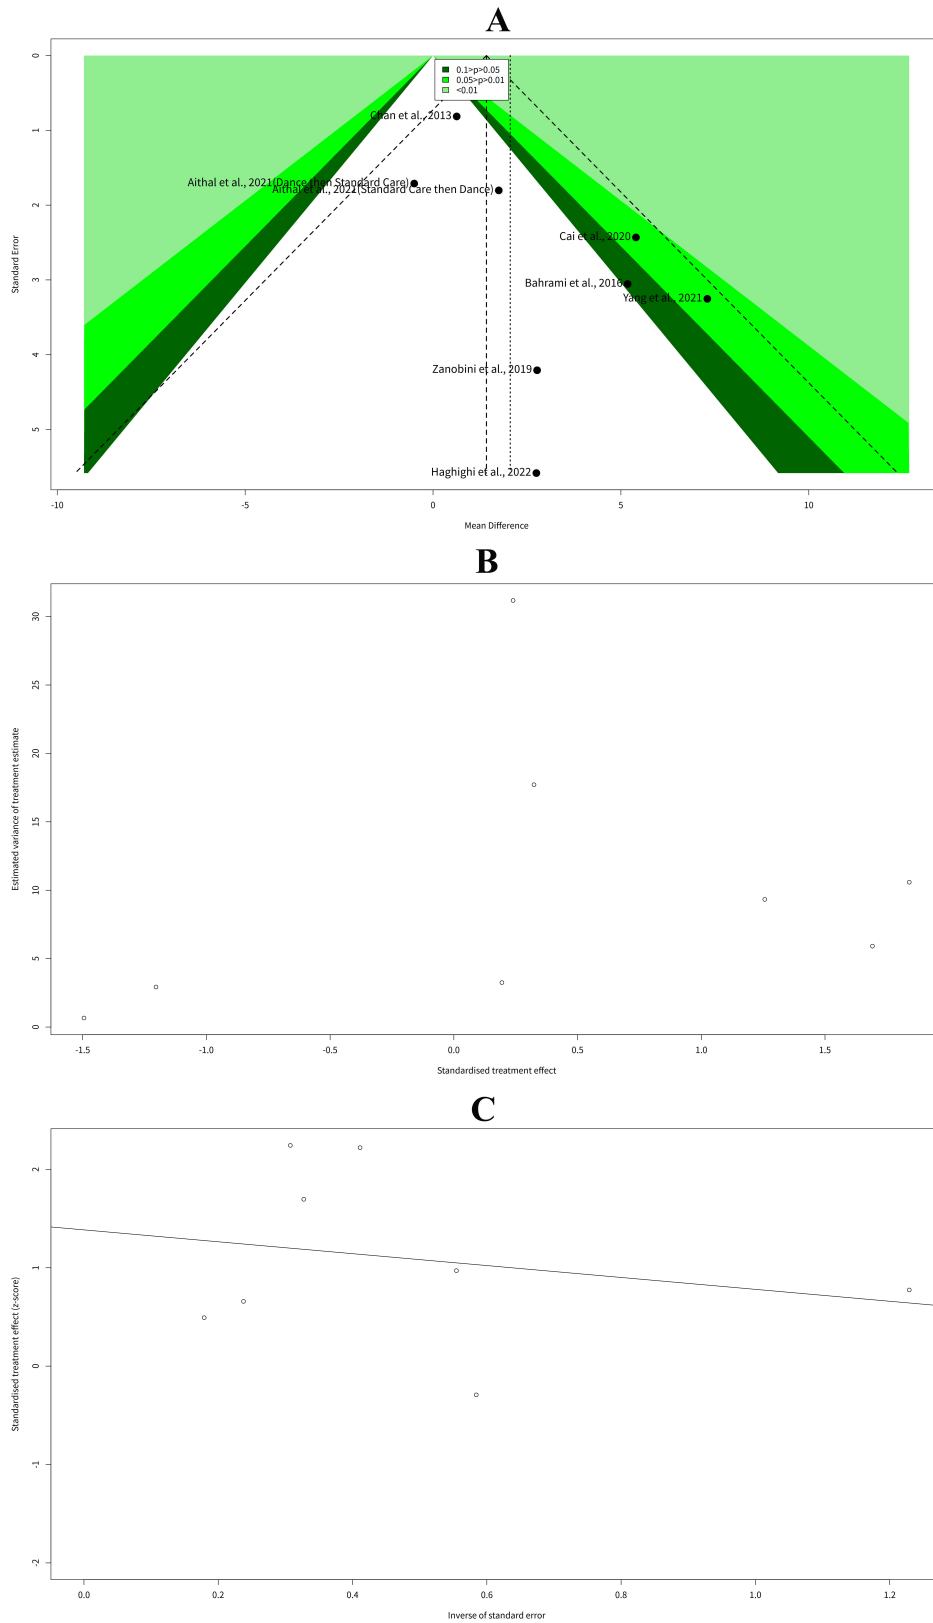 A
0.1>p>0.05
0.05>p>0.01
<0.01
Chan et al., 2013
Aithal et al., 2021(Dance then Standard Care)
Aithal et al., 2021(Standard Care then Dance)
Cai et al., 2020
Bahrami et al., 2016
Yang et al., 2021
Zanobini et al., 2019
Haghighi et al., 2022
Standard Error
0
1
2
3
4
5
-10
-5
0
5
10
Mean Difference
B
Estimated variance of treatment estimate
30
25
20
15
10
5
0
-1.5
-1.0
-0.5
0.0
0.5
1.0
1.5
Standardised treatment effect
C
Standardised treatment effect (z-score)
2
1
0
-1
-2
0.0
0.2
0.4
0.6
0.8
1.0
1.2
Inverse of standard error